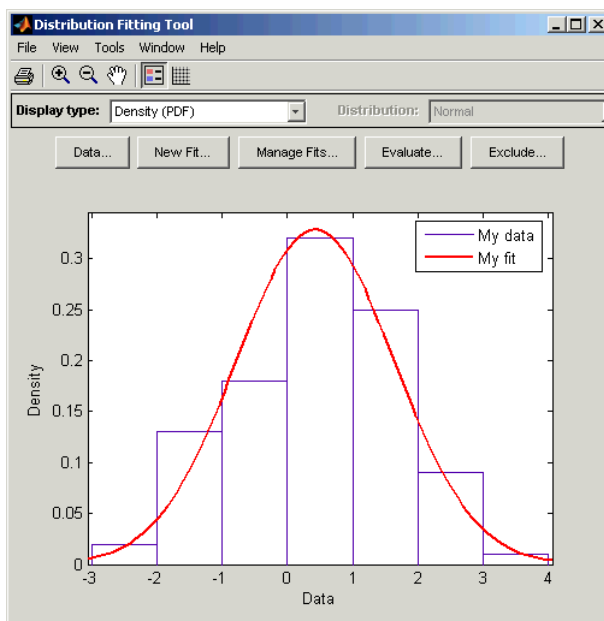 Distribution Fitting Tool
File View Tools Window Help
Display type: Density (PDF) Distribution: Normal
Data... New Fit... Manage Fits... Evaluate... Exclude...
My data
My fit
0.3
0.25
0.2
0.15
0.1
0.05
0
Density
-3 -2 -1 0 1 2 3 4
Data